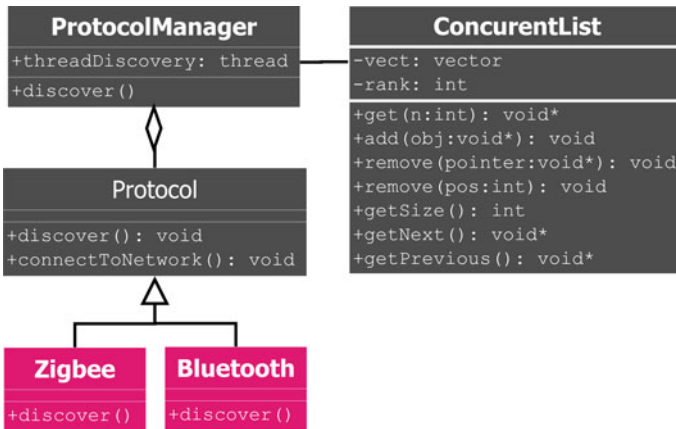 ProtocolManager
+threadDiscovery: thread
+discover()
ConcurentList
-vect: vector
-rank: int
+get(n:int): void*
+add(obj:void*): void
+remove(pointer:void*): void
+remove(pos:int): void
+getSize(): int
+getNext(): void*
+getPrevious(): void*
Protocol
+discover(): void
+connectToNetwork(): void
Zigbee
+discover()
Bluetooth
+discover()